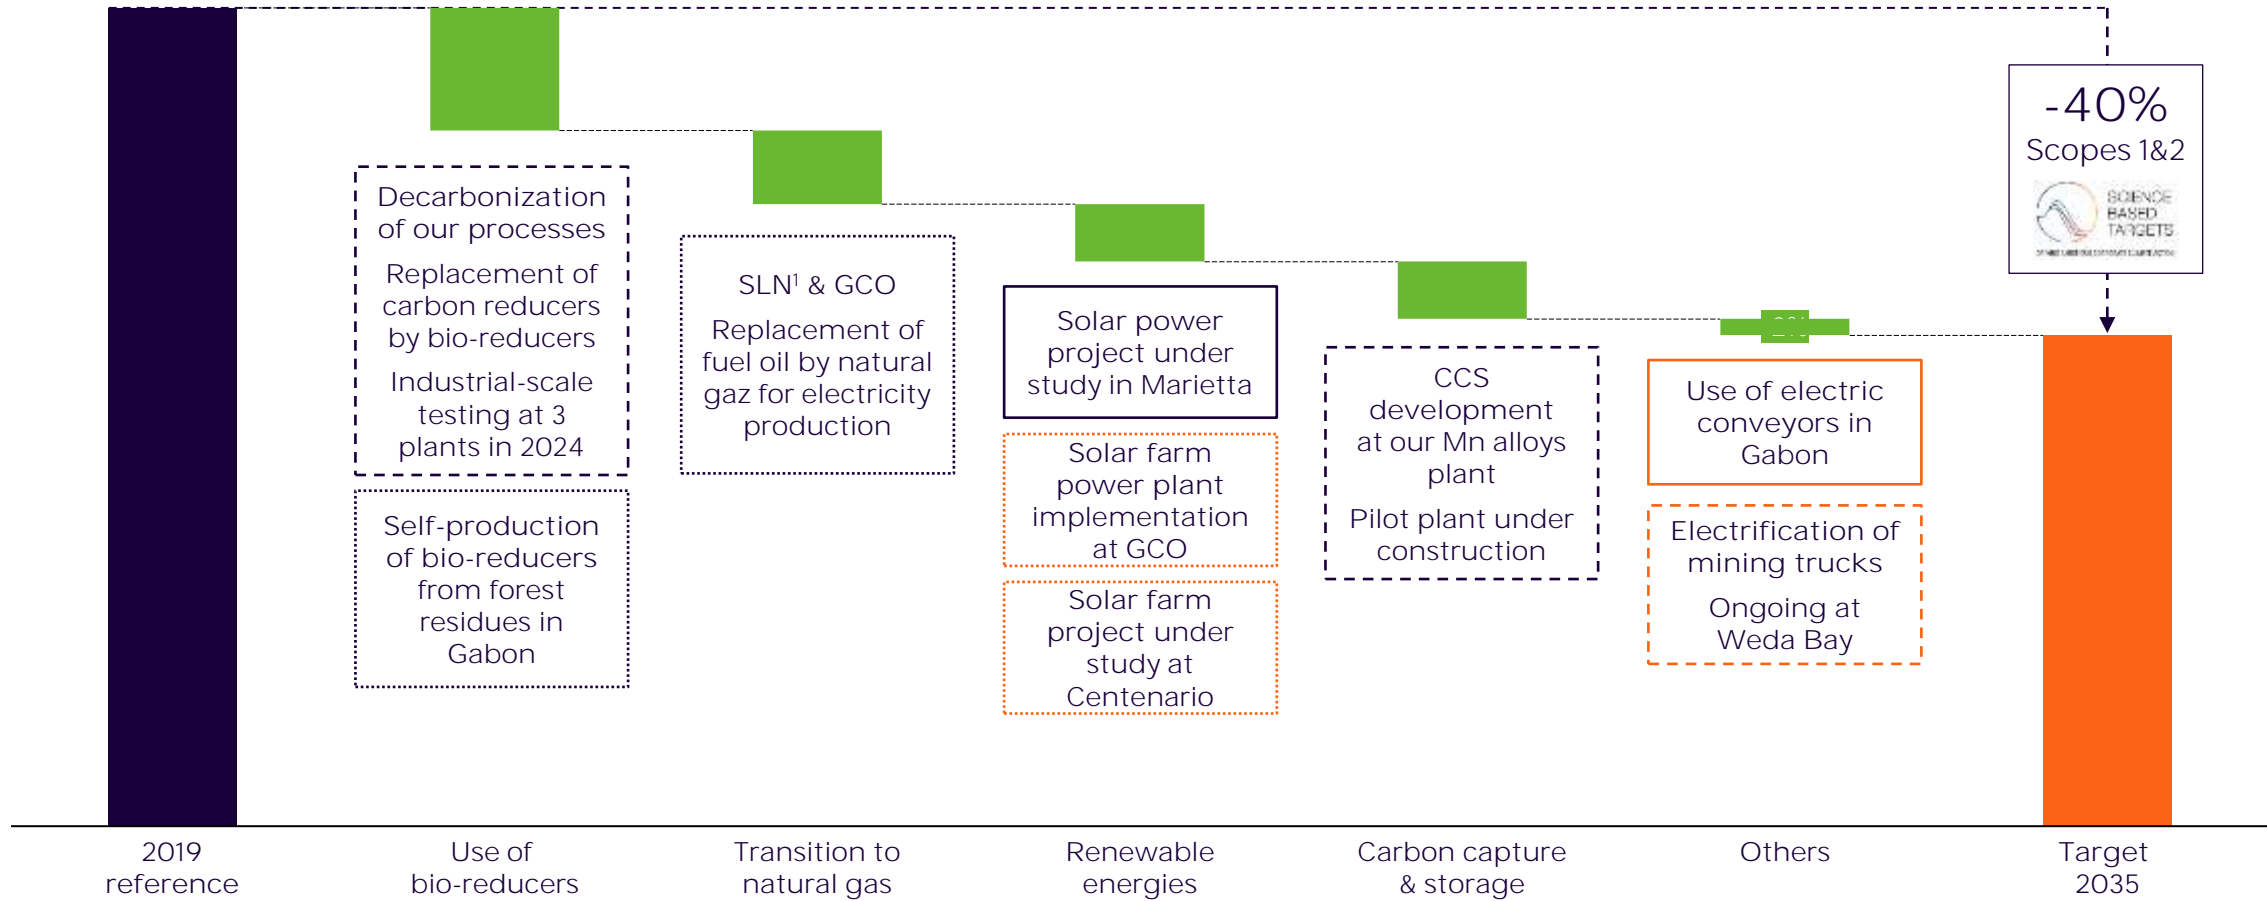 -40%
Scopes 1&2
SCIENCE
BASED
TARGETS
Decarbonization
of our processes
Replacement of
carbon reducers
by bio-reducers
Industrial-scale
testing at 3
plants in 2024
Self-production
of bio-reducers
from forest
residues in
Gabon
SLN¹ & GCO
Replacement of
fuel oil by natural
gaz for electricity
production
Solar power
project under
study in Marietta
Solar farm
power plant
implementation
at GCO
Solar farm
project under
study at
Centenario
CCS
development
at our Mn alloys
plant
Pilot plant under
construction
Use of electric
conveyors in
Gabon
Electrification of
mining trucks
Ongoing at
Weda Bay
2019
reference
Use of
bio-reducers
Transition to
natural gas
Renewable
energies
Carbon capture
& storage
Others
Target
2035